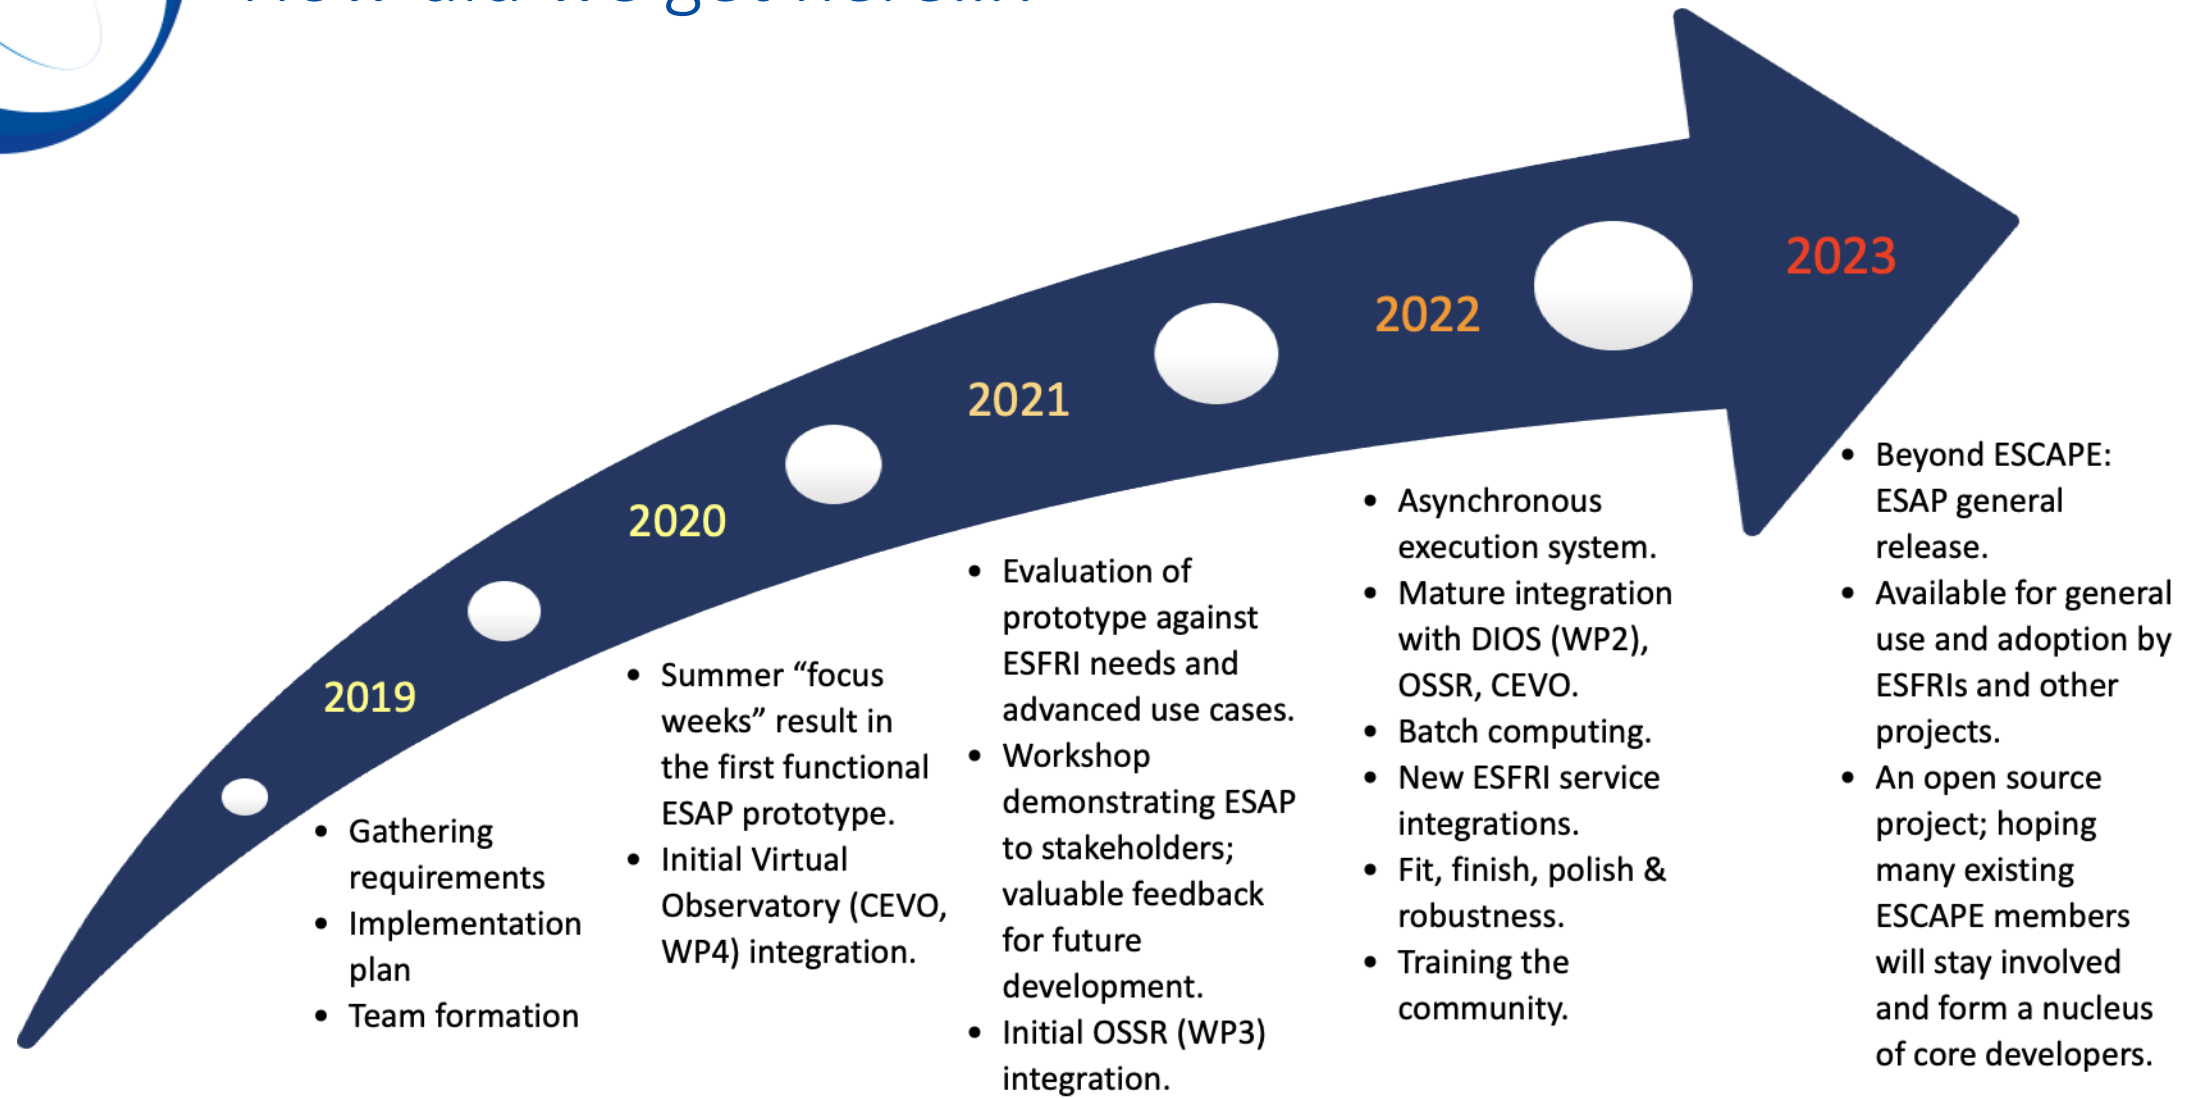 How did we get here...
2019
• Gathering
requirements
• Implementation
plan
• Team formation
2020
• Summer “focus
weeks” result in
the first functional
ESAP prototype.
• Initial Virtual
Observatory (CEVO,
WP4) integration.
2021
• Evaluation of
prototype against
ESFRI needs and
advanced use cases.
• Workshop
demonstrating ESAP
to stakeholders;
valuable feedback
for future
development.
• Initial OSSR (WP3)
integration.
2022
• Asynchronous
execution system.
• Mature integration
with DIOS (WP2),
OSSR, CEVO.
• Batch computing.
• New ESFRI service
integrations.
• Fit, finish, polish &
robustness.
• Training the
community.
2023
• Beyond ESCAPE:
ESAP general
release.
• Available for general
use and adoption by
ESFRIs and other
projects.
• An open source
project; hoping
many existing
ESCAPE members
will stay involved
and form a nucleus
of core developers.